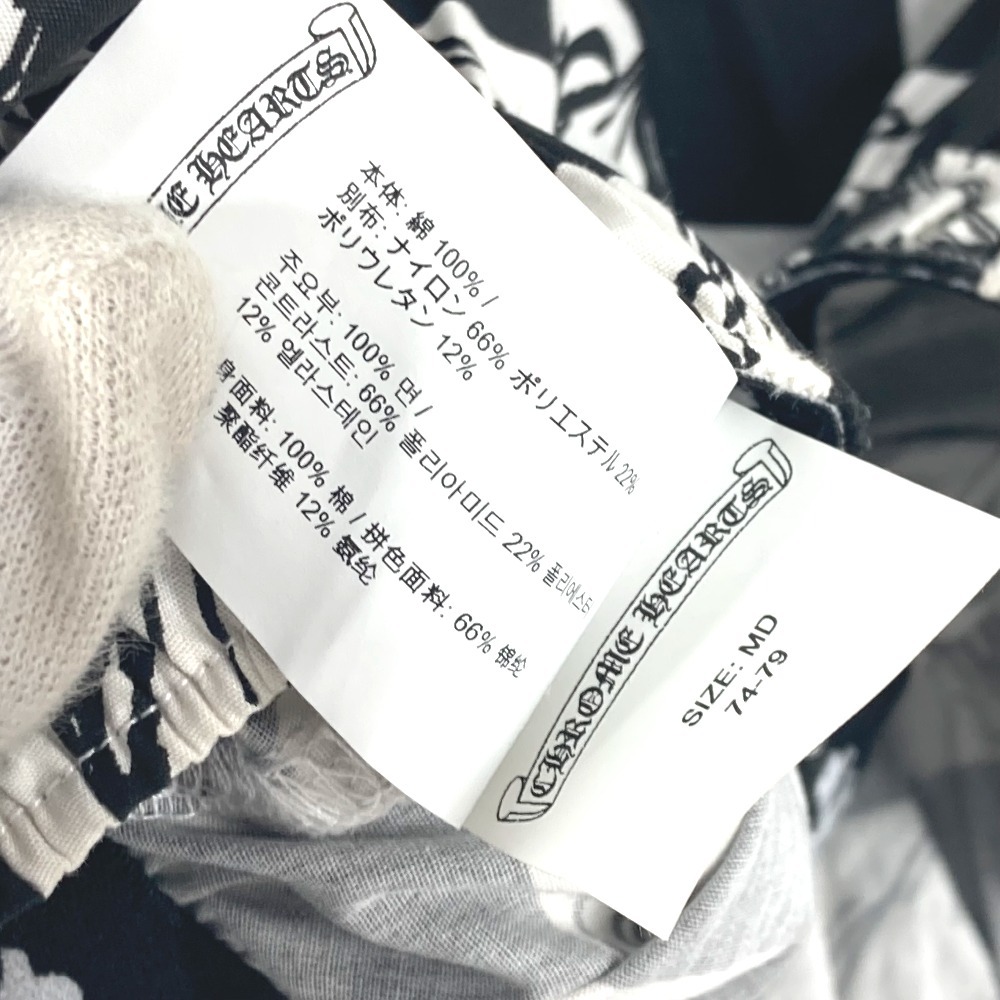 E HEARTS
本体: 綿 100% /
別布: ナイロン 66% ポリエステル 22%
ポリウレタン 12%
주요부: 100% 면 /
콘트라스트: 66% 폴리아미드 22% 폴리에스터
12% 엘라스테인
身面料: 100% 棉 / 拼色面料: 66% 锦纶
聚酯纤维 12% 氨纶
CHROME HEARTS
SIZE: MD
74-79